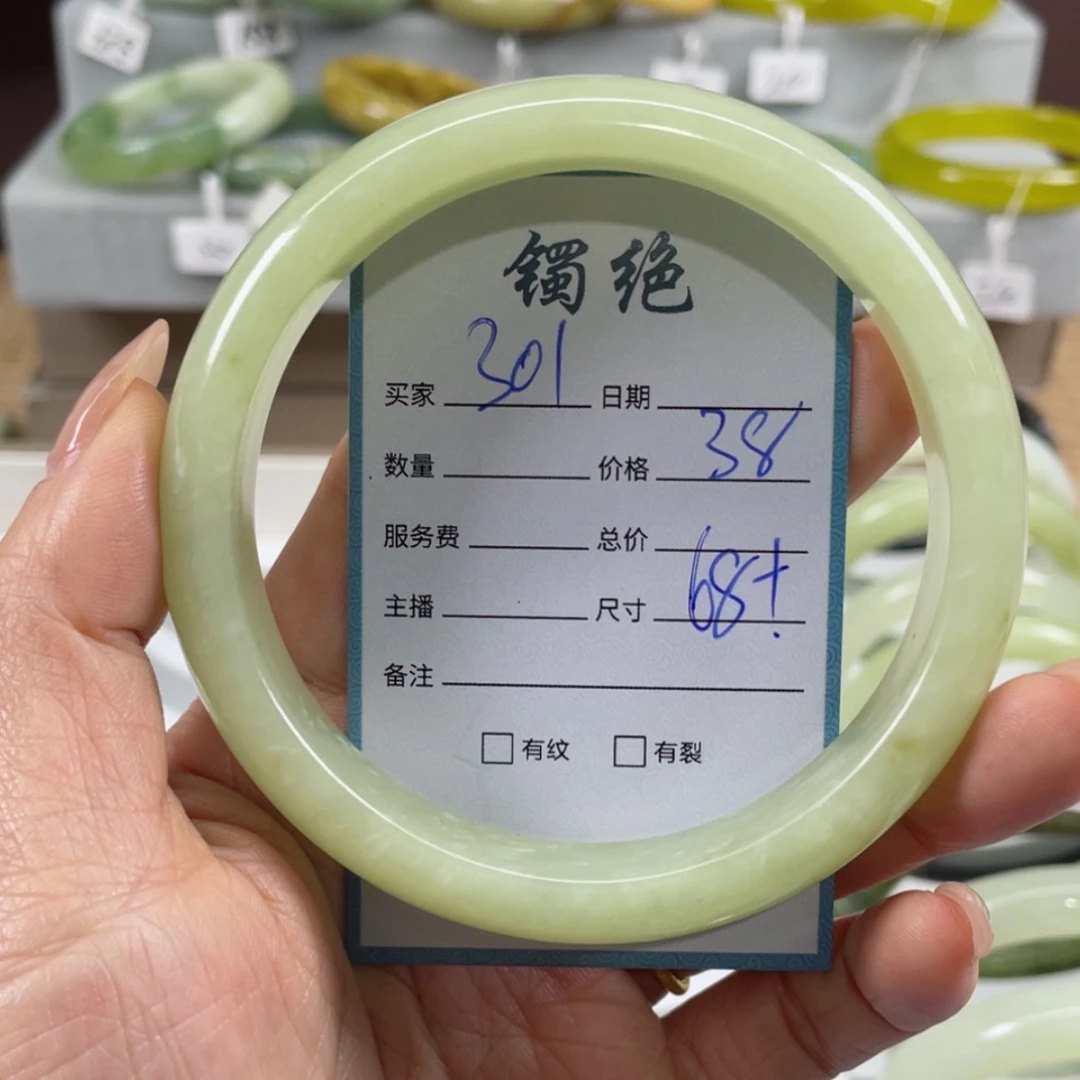 镯绝
买家 301 日期
数量 价格 38/
服务费 总价
主播 尺寸 68+
备注
□有纹 □有裂